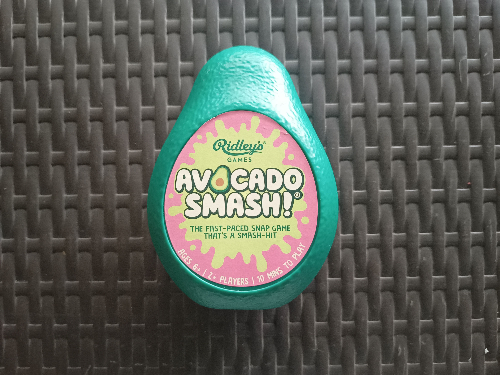 Ridley's
GAMES
AVOCADO
SMASH!®
THE FAST-PACED SNAP GAME
THAT'S A SMASH-HIT
AGES 6+ | 2+ PLAYERS | 10 MINS TO PLAY